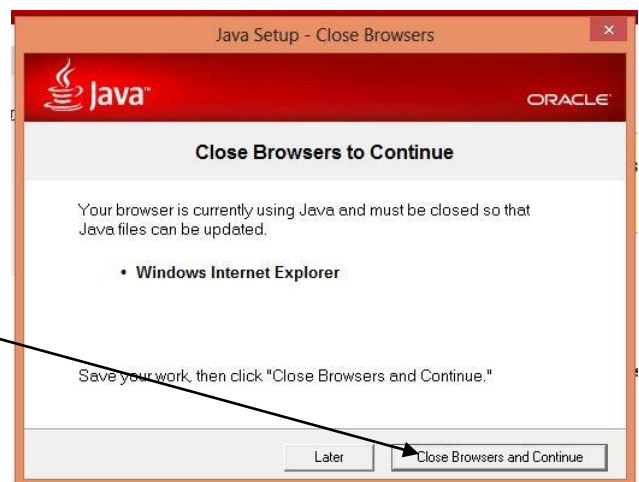 Java Setup - Close Browsers
Java™
ORACLE®
Close Browsers to Continue
Your browser is currently using Java and must be closed so that
Java files can be updated.
• Windows Internet Explorer
Save your work, then click "Close Browsers and Continue."
Later
Close Browsers and Continue